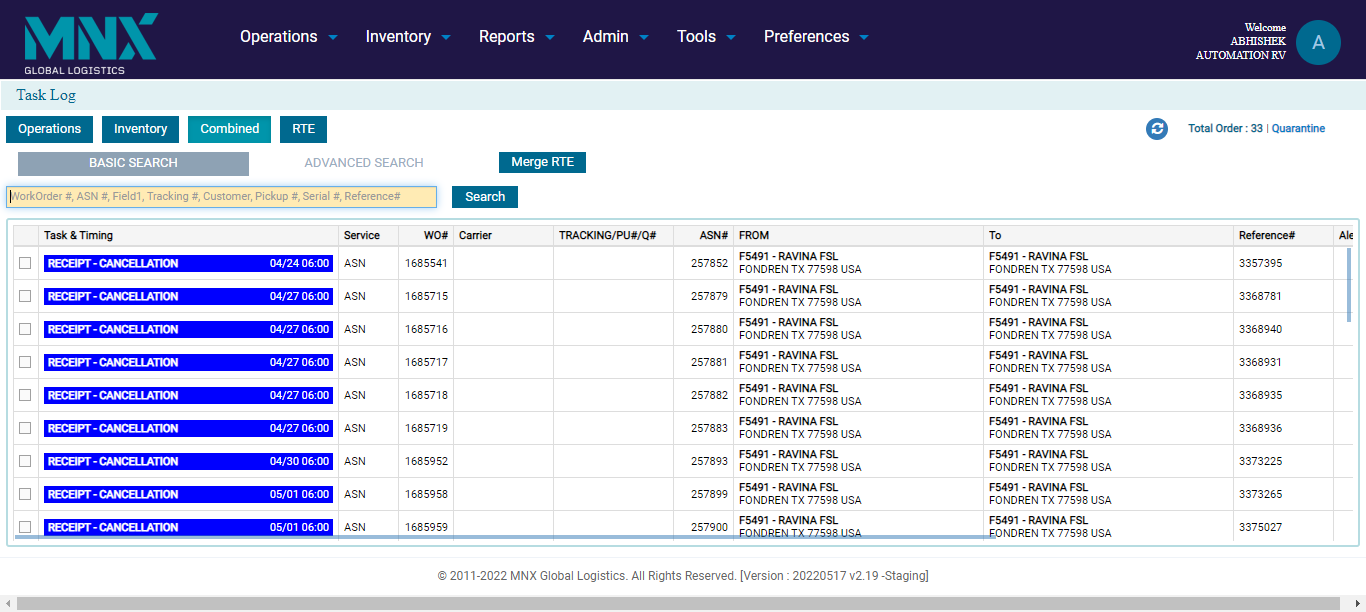 MNX
GLOBAL LOGISTICS
Operations Inventory Reports Admin Tools Preferences
Welcome
ABHISHEK
AUTOMATION RV
A
Task Log
Operations Inventory Combined RTE
Total Order : 33 | Quarantine
BASIC SEARCH ADVANCED SEARCH Merge RTE
WorkOrder #, ASN #, Field1, Tracking #, Customer, Pickup #, Serial #, Reference# Search
Task & Timing Service WO# Carrier TRACKING/PU#/Q# ASN# FROM To Reference# Ale
RECEIPT - CANCELLATION 04/24 06:00 ASN 1685541 257852 F5491 - RAVINA FSL F5491 - RAVINA FSL 3357395
FONDREN TX 77598 USA FONDREN TX 77598 USA
RECEIPT - CANCELLATION 04/27 06:00 ASN 1685715 257879 F5491 - RAVINA FSL F5491 - RAVINA FSL 3368781
FONDREN TX 77598 USA FONDREN TX 77598 USA
RECEIPT - CANCELLATION 04/27 06:00 ASN 1685716 257880 F5491 - RAVINA FSL F5491 - RAVINA FSL 3368940
FONDREN TX 77598 USA FONDREN TX 77598 USA
RECEIPT - CANCELLATION 04/27 06:00 ASN 1685717 257881 F5491 - RAVINA FSL F5491 - RAVINA FSL 3368931
FONDREN TX 77598 USA FONDREN TX 77598 USA
RECEIPT - CANCELLATION 04/27 06:00 ASN 1685718 257882 F5491 - RAVINA FSL F5491 - RAVINA FSL 3368935
FONDREN TX 77598 USA FONDREN TX 77598 USA
RECEIPT - CANCELLATION 04/27 06:00 ASN 1685719 257883 F5491 - RAVINA FSL F5491 - RAVINA FSL 3368936
FONDREN TX 77598 USA FONDREN TX 77598 USA
RECEIPT - CANCELLATION 04/30 06:00 ASN 1685952 257893 F5491 - RAVINA FSL F5491 - RAVINA FSL 3373225
FONDREN TX 77598 USA FONDREN TX 77598 USA
RECEIPT - CANCELLATION 05/01 06:00 ASN 1685958 257899 F5491 - RAVINA FSL F5491 - RAVINA FSL 3373265
FONDREN TX 77598 USA FONDREN TX 77598 USA
RECEIPT - CANCELLATION 05/01 06:00 ASN 1685959 257900 F5491 - RAVINA FSL F5491 - RAVINA FSL 3375027
FONDREN TX 77598 USA FONDREN TX 77598 USA
© 2011-2022 MNX Global Logistics. All Rights Reserved. [Version : 20220517 v2.19 -Staging]